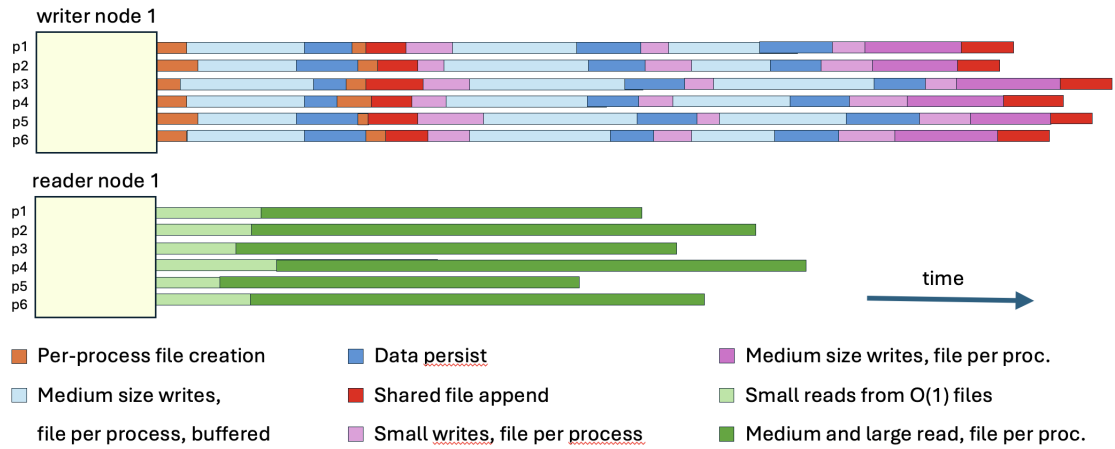 writer node 1
p1
p2
p3
p4
p5
p6
reader node 1
p1
p2
p3
p4
p5
p6
time
Per-process file creation
Data persist
Medium size writes, file per proc.
Medium size writes,
file per process, buffered
Shared file append
Small reads from O(1) files
Small writes, file per process
Medium and large read, file per proc.